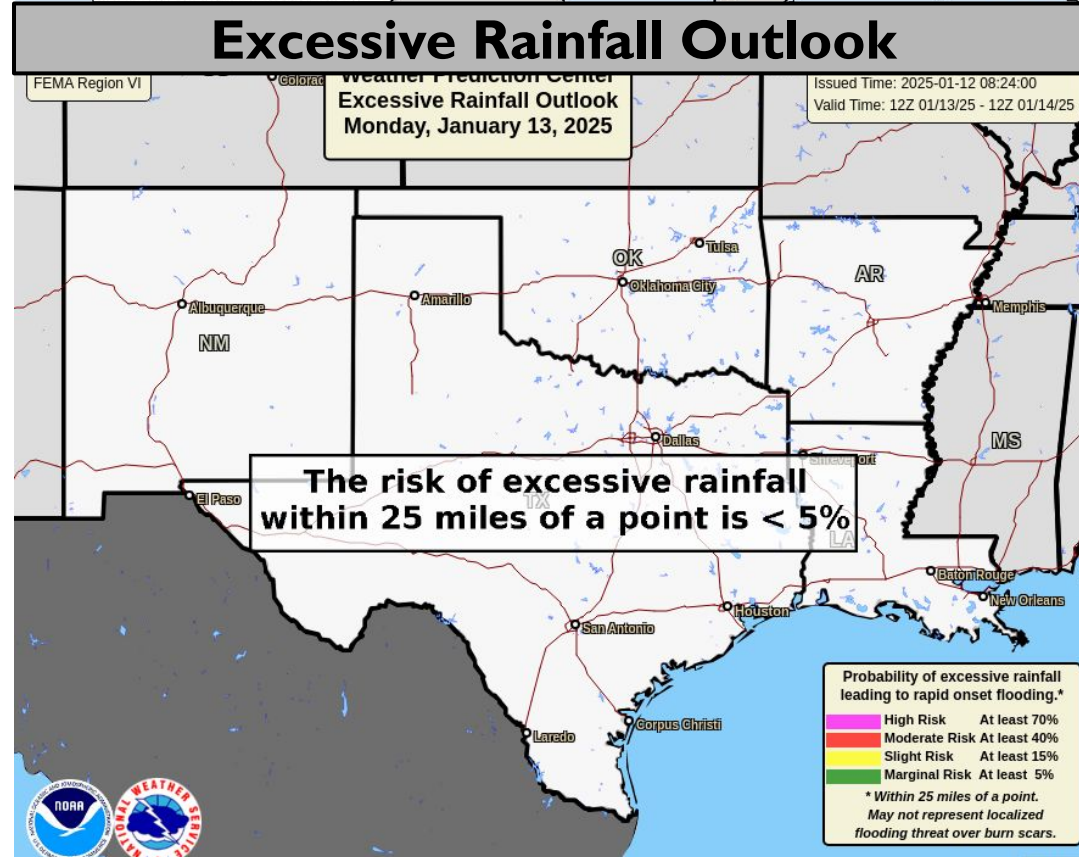 Excessive Rainfall Outlook
FEMA Region VI
Weather Prediction Center
Excessive Rainfall Outlook
Monday, January 13, 2025
Issued Time: 2025-01-12 08:24:00
Valid Time: 12Z 01/13/25 - 12Z 01/14/25
Colorad
Tulsa
OK
Oklahoma City
AR
Amarillo
Albuquerque
Memphis
NM
Dallas
MS
Shreveport
The risk of excessive rainfall
within 25 miles of a point is < 5%
El Paso
TX
LA
Baton Rouge
New Orleans
Houston
San Antonio
Corpus Christi
Laredo
Probability of excessive rainfall
leading to rapid onset flooding.*
High Risk At least 70%
Moderate Risk At least 40%
Slight Risk At least 15%
Marginal Risk At least 5%
* Within 25 miles of a point.
May not represent localized
flooding threat over burn scars.
NOAA
NATIONAL WEATHER SERVICE